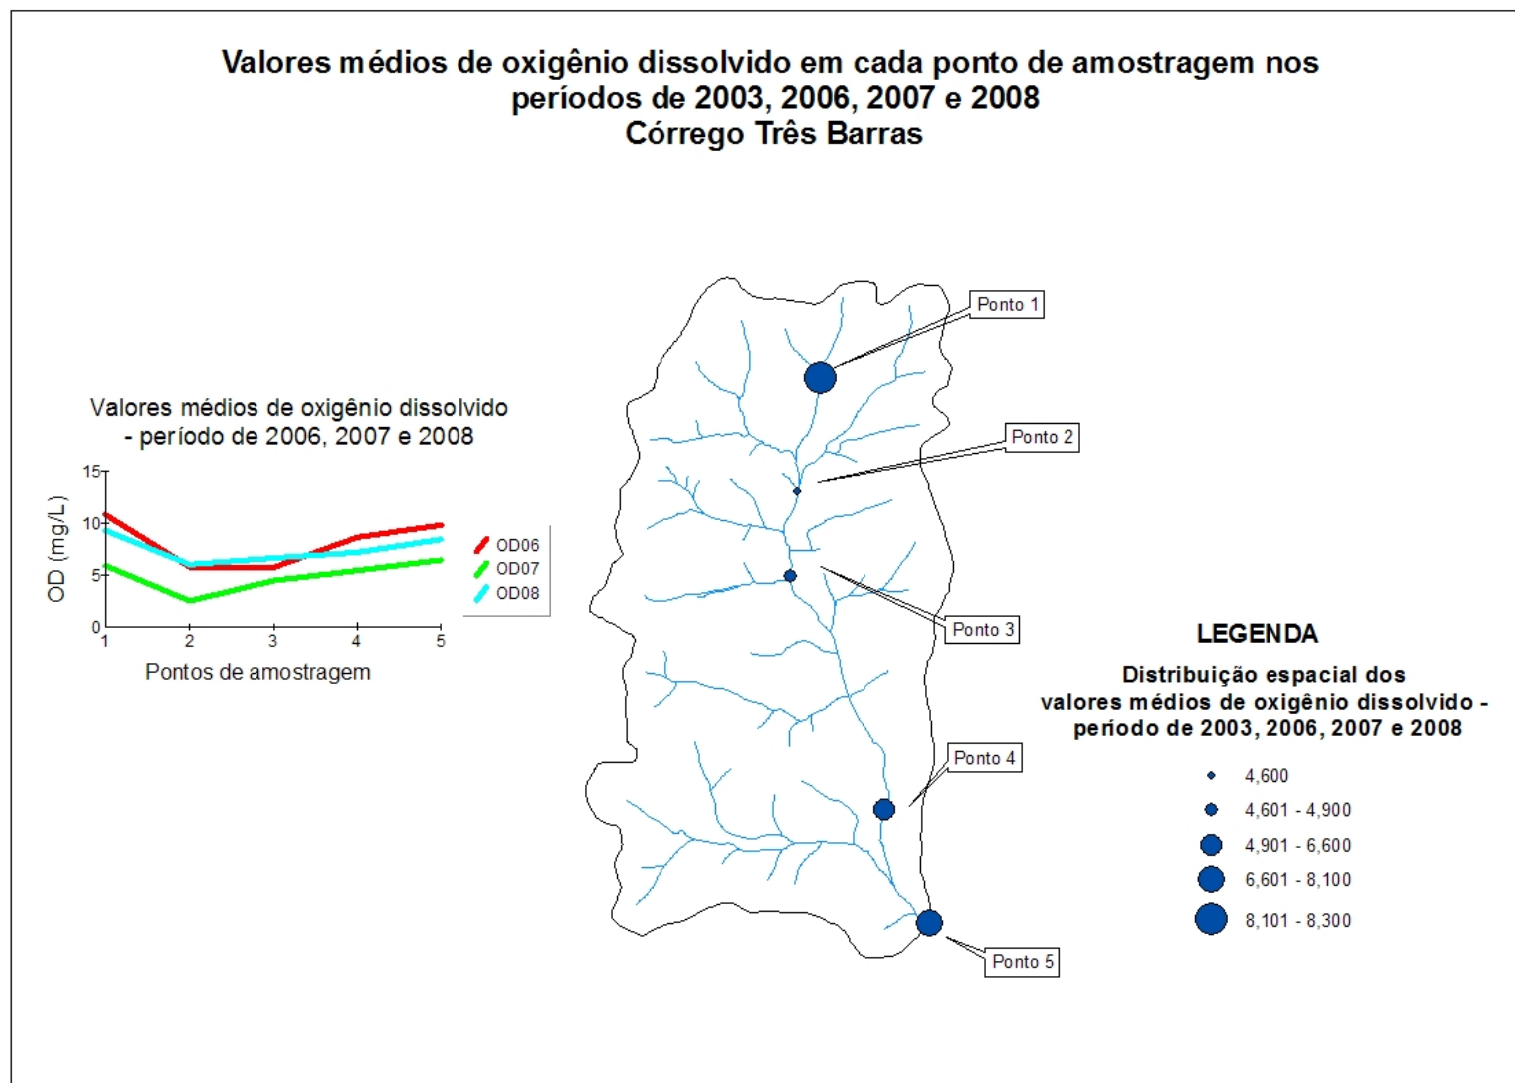 Valores médios de oxigênio dissolvido em cada ponto de amostragem nos
períodos de 2003, 2006, 2007 e 2008
Córrego Três Barras
Valores médios de oxigênio dissolvido
- período de 2006, 2007 e 2008
OD (mg/L)
15
10
5
0
1
2
3
4
5
Pontos de amostragem
OD06
OD07
OD08
Ponto 1
Ponto 2
Ponto 3
Ponto 4
Ponto 5
LEGENDA
Distribuição espacial dos
valores médios de oxigênio dissolvido -
período de 2003, 2006, 2007 e 2008
4,600
4,601 - 4,900
4,901 - 6,600
6,601 - 8,100
8,101 - 8,300